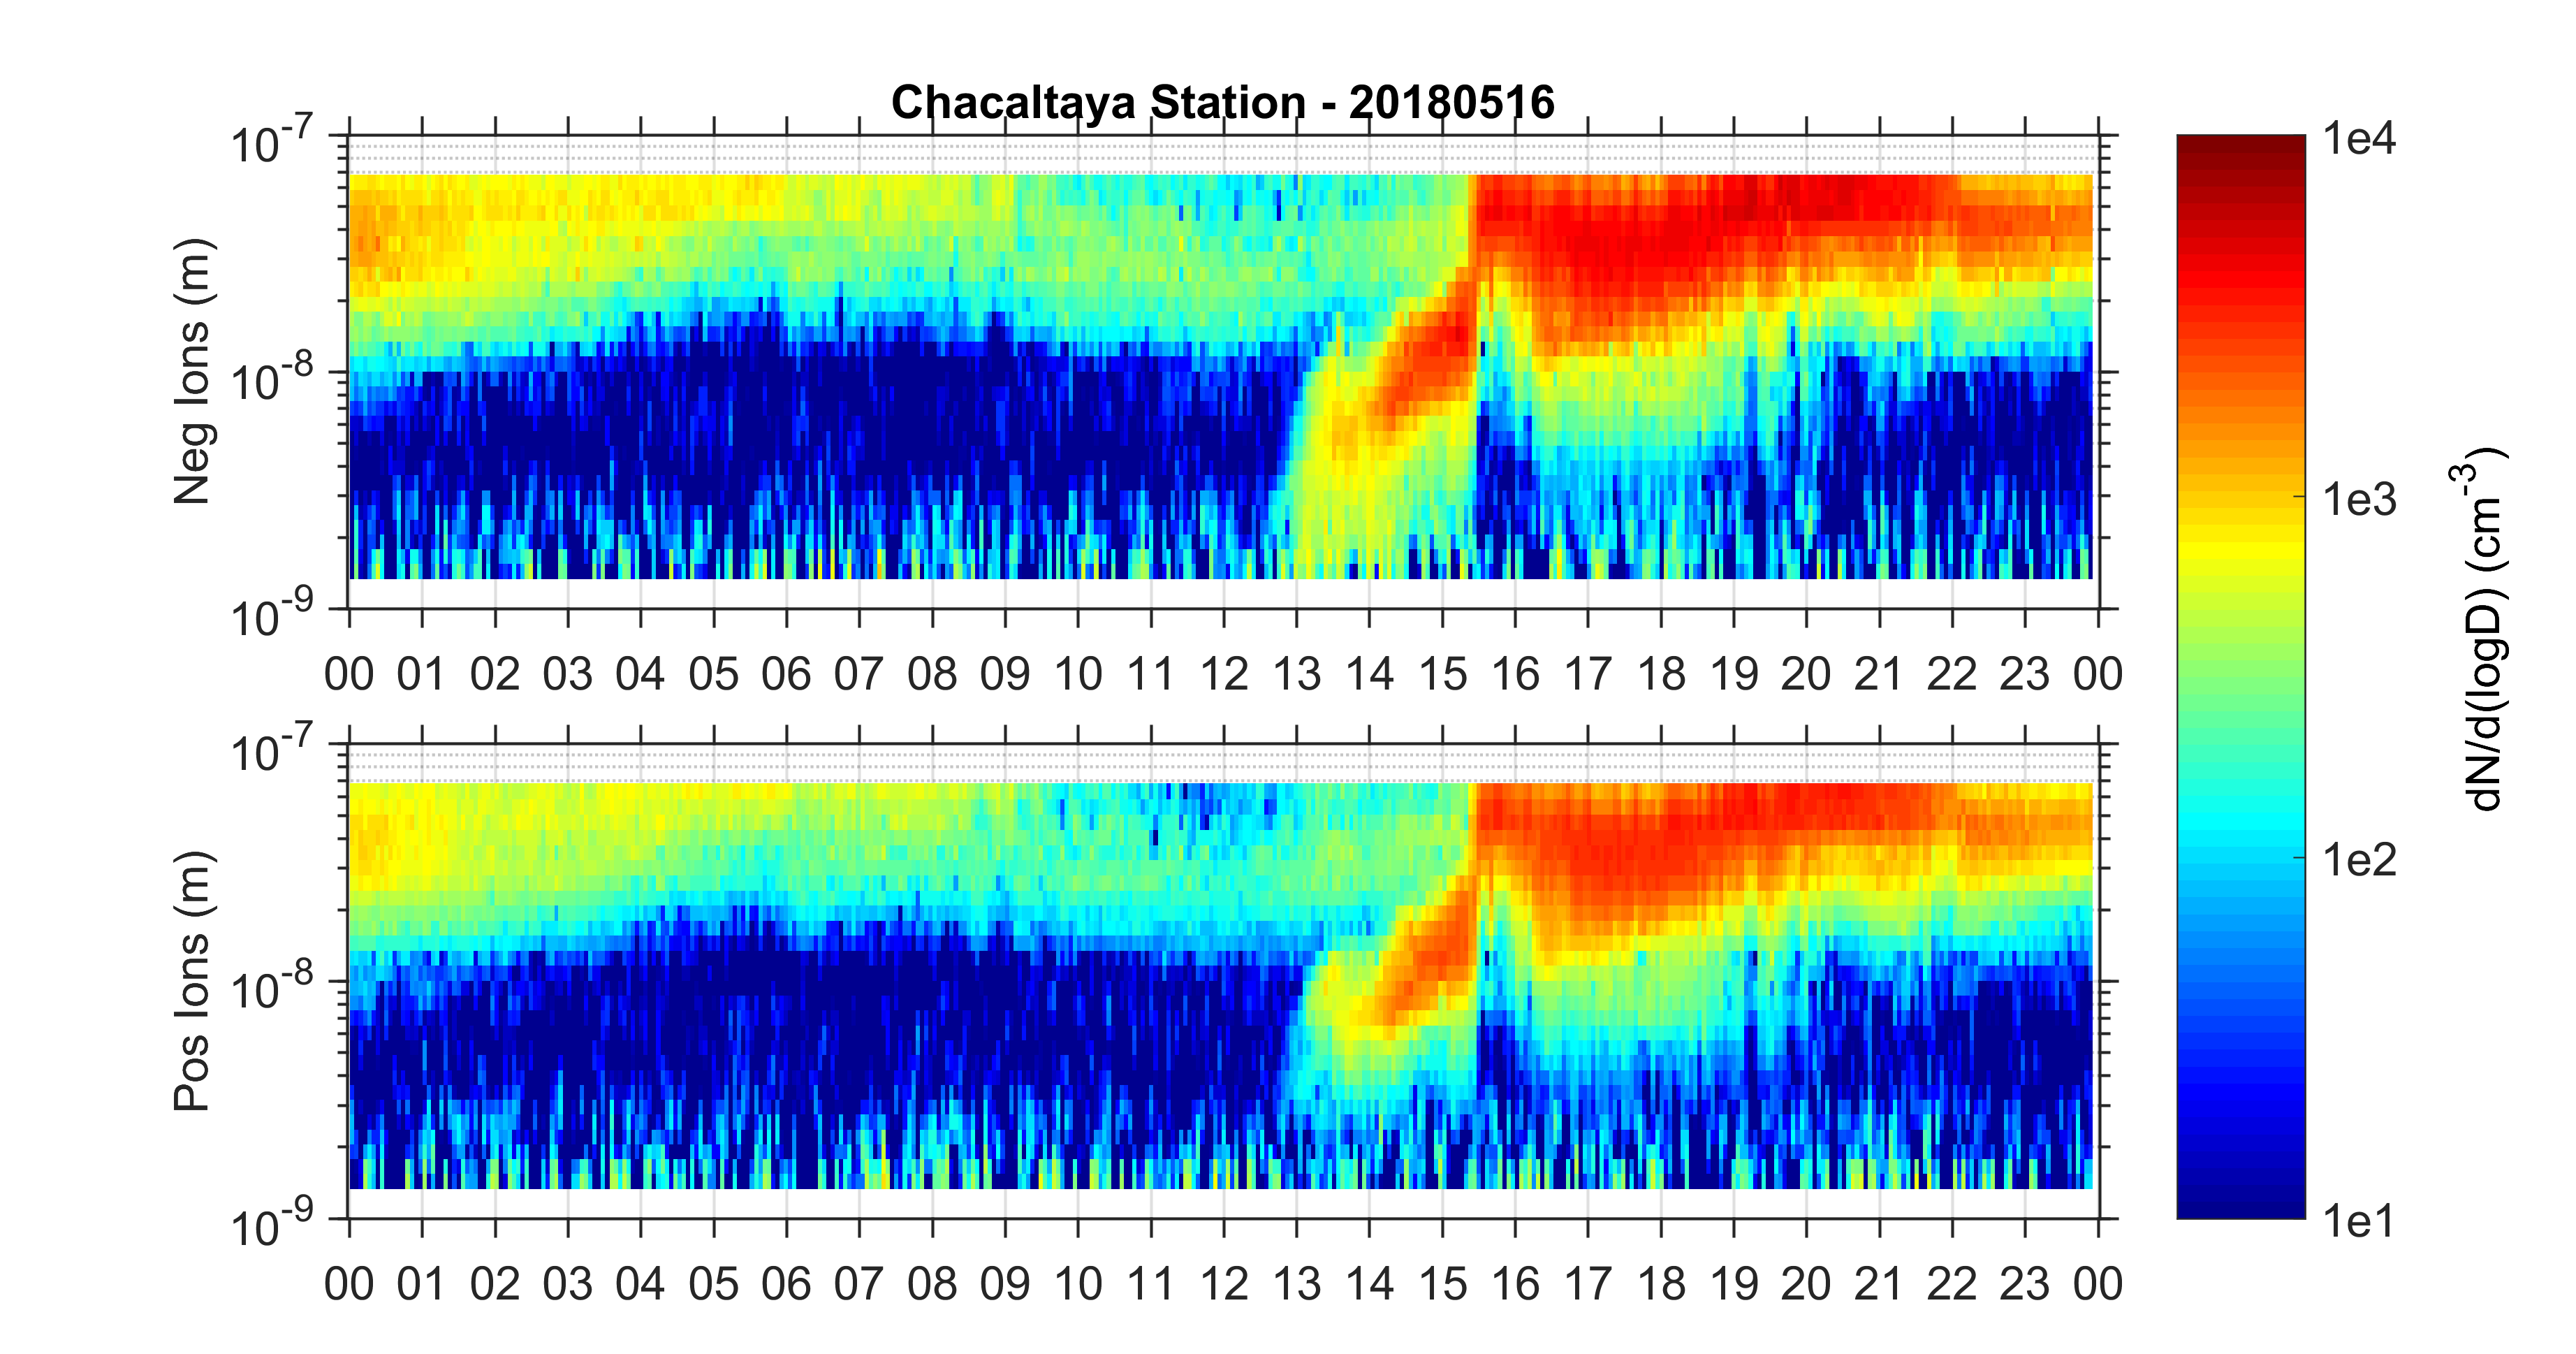 Chacaltaya Station - 20180516
Neg Ions (m)
10^-7
10^-8
10^-9
00 01 02 03 04 05 06 07 08 09 10 11 12 13 14 15 16 17 18 19 20 21 22 23 00
Pos Ions (m)
10^-7
10^-8
10^-9
00 01 02 03 04 05 06 07 08 09 10 11 12 13 14 15 16 17 18 19 20 21 22 23 00
1e4
1e3
1e2
1e1
dN/d(logD) (cm^-3)